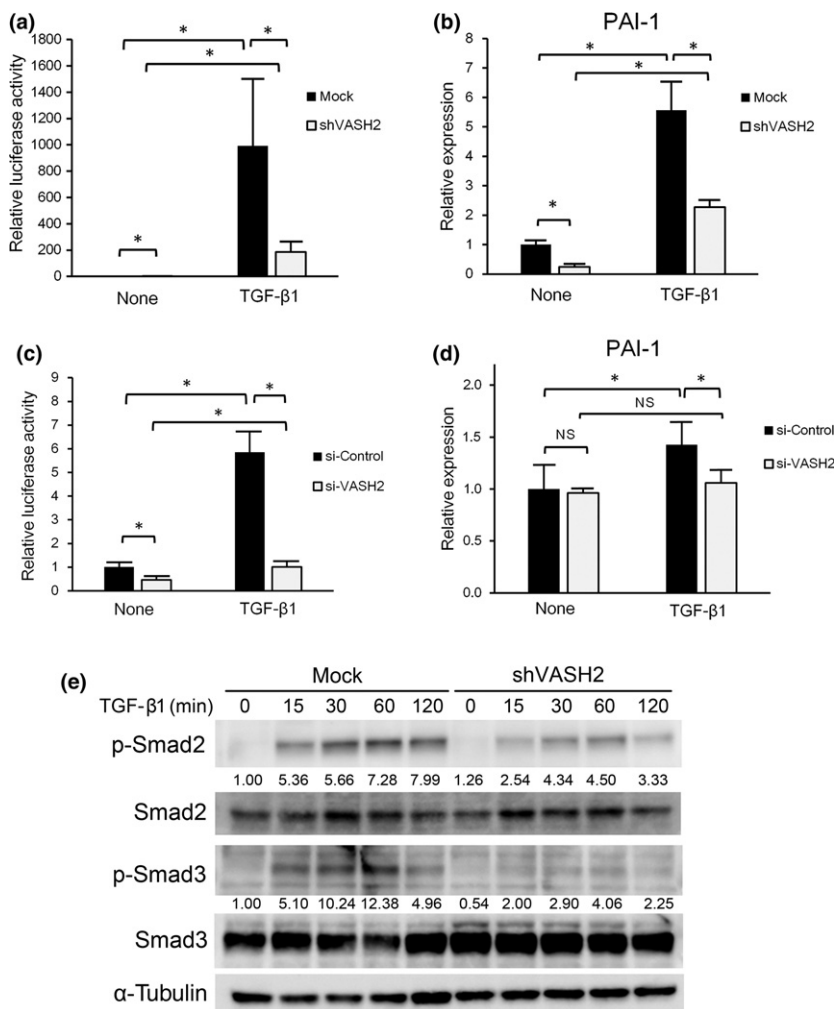 (a)
1800
1600
1400
1200
1000
800
600
400
200
0
Relative luciferase activity
* * * *
None TGF-β1
Mock
shVASH2
(b)
PAI-1
8
7
6
5
4
3
2
1
0
Relative expression
* * * *
None TGF-β1
Mock
shVASH2
(c)
9
8
7
6
5
4
3
2
1
0
Relative luciferase activity
* * * *
None TGF-β1
si-Control
si-VASH2
(d)
PAI-1
2.0
1.5
1.0
0.5
0.0
Relative expression
* *
NS
NS
None TGF-β1
si-Control
si-VASH2
(e)
Mock shVASH2
TGF-β1 (min) 0 15 30 60 120 0 15 30 60 120
p-Smad2
1.00 5.36 5.66 7.28 7.99 1.26 2.54 4.34 4.50 3.33
Smad2
p-Smad3
1.00 5.10 10.24 12.38 4.96 0.54 2.00 2.90 4.06 2.25
Smad3
α-Tubulin